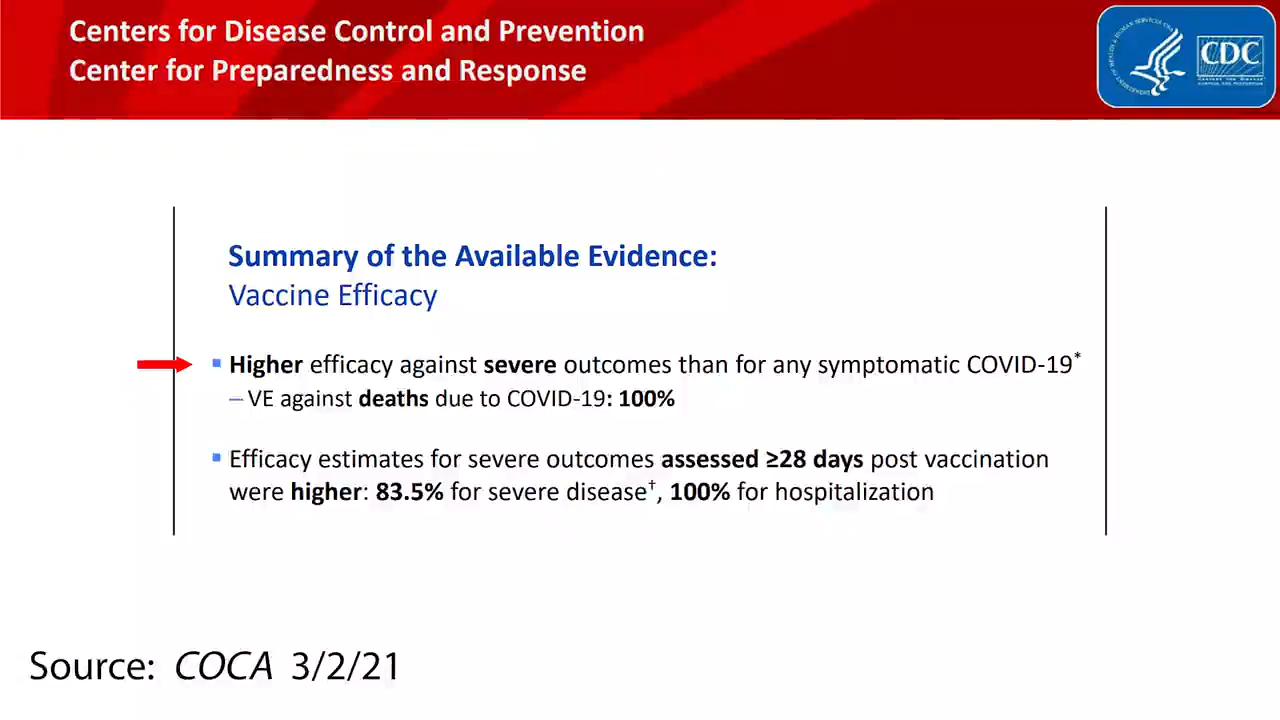 Centers for Disease Control and Prevention
Center for Preparedness and Response
CDC
Summary of the Available Evidence:
Vaccine Efficacy
▪ Higher efficacy against severe outcomes than for any symptomatic COVID-19*
– VE against deaths due to COVID-19: 100%
▪ Efficacy estimates for severe outcomes assessed ≥28 days post vaccination
were higher: 83.5% for severe disease†, 100% for hospitalization
Source: COCA 3/2/21